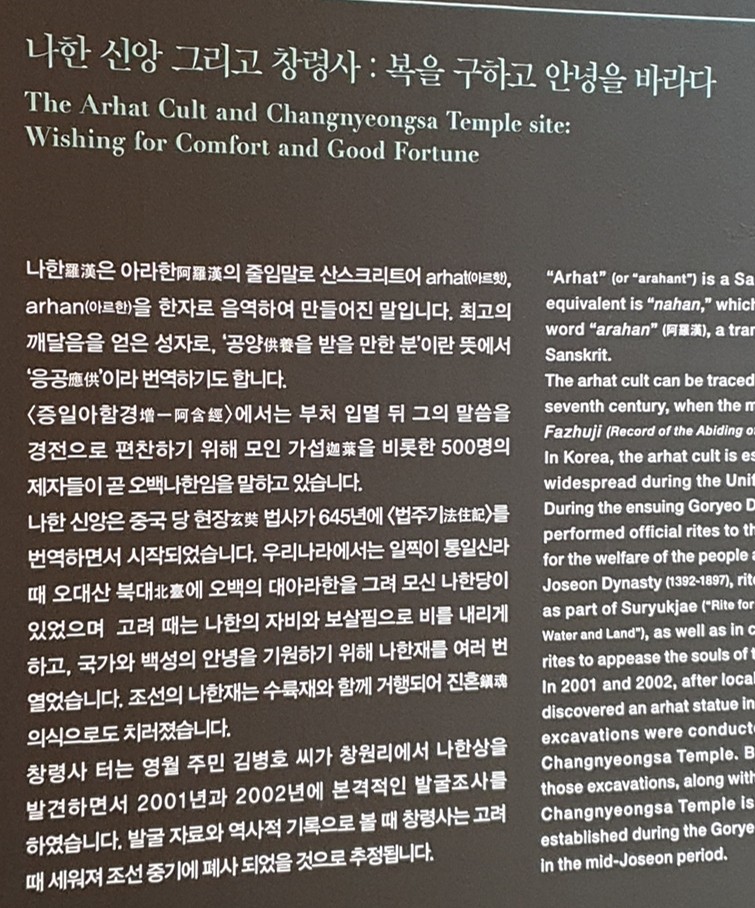 나한 신앙 그리고 창령사 : 복을 구하고 안녕을 바라다
The Arhat Cult and Changnyeongsa Temple site:
Wishing for Comfort and Good Fortune
나한羅漢은 아라한阿羅漢의 줄임말로 산스크리트어 arhat(아르핫),
arhan(아르한)을 한자로 음역하여 만들어진 말입니다. 최고의
깨달음을 얻은 성자로, ‘공양供養을 받을 만한 분’이란 뜻에서
‘응공應供’이라 번역하기도 합니다.
〈증일아함경增一阿含經〉에서는 부처 입멸 뒤 그의 말씀을
경전으로 편찬하기 위해 모인 가섭迦葉을 비롯한 500명의
제자들이 곧 오백나한임을 말하고 있습니다.
나한 신앙은 중국 당 현장玄奘 법사가 645년에 〈법주기法住記〉를
번역하면서 시작되었습니다. 우리나라에서는 일찍이 통일신라
때 오대산 북대北臺에 오백의 대아라한을 그려 모신 나한당이
있었으며 고려 때는 나한의 자비와 보살핌으로 비를 내리게
하고, 국가와 백성의 안녕을 기원하기 위해 나한재를 여러 번
열었습니다. 조선의 나한재는 수륙재와 함께 거행되어 진혼鎭魂
의식으로도 치러졌습니다.
창령사 터는 영월 주민 김병호 씨가 창원리에서 나한상을
발견하면서 2001년과 2002년에 본격적인 발굴조사를
하였습니다. 발굴 자료와 역사적 기록으로 볼 때 창령사는 고려
때 세워져 조선 중기에 폐사 되었을 것으로 추정됩니다.
“Arhat” (or “arahant”) is a Sa
equivalent is “nahan,” which
word “arahan” (阿羅漢), a tran
Sanskrit.
The arhat cult can be traced
seventh century, when the m
Fazhuji (Record of the Abiding o
In Korea, the arhat cult is es
widespread during the Unif
During the ensuing Goryeo D
performed official rites to th
for the welfare of the people a
Joseon Dynasty (1392-1897), rite
as part of Suryukjae (“Rite for
Water and Land”), as well as in c
rites to appease the souls of t
In 2001 and 2002, after local
discovered an arhat statue in
excavations were conducte
Changnyeongsa Temple. B
those excavations, along with
Changnyeongsa Temple is
established during the Gorye
in the mid-Joseon period.